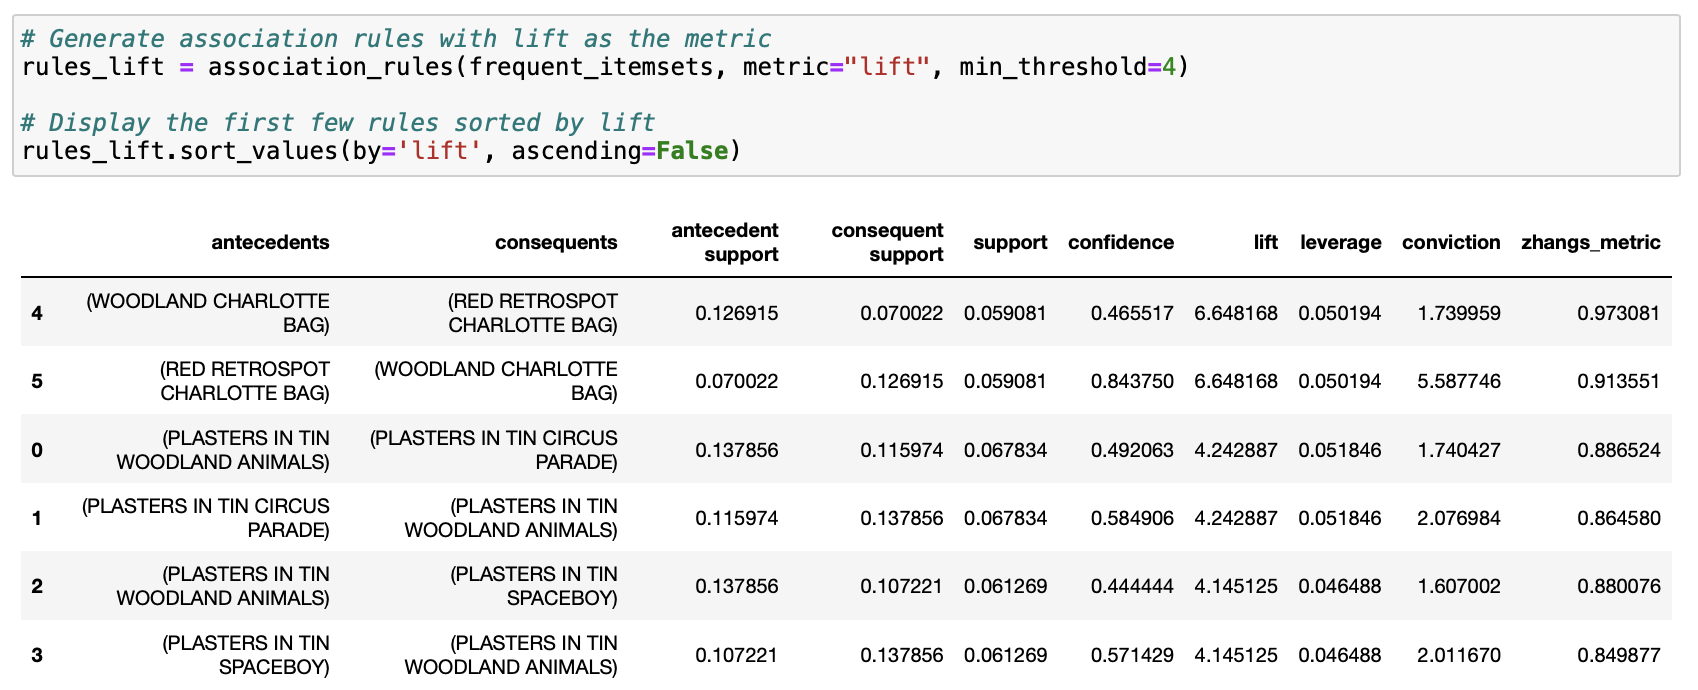 # Generate association rules with lift as the metric
rules_lift = association_rules(frequent_itemsets, metric="lift", min_threshold=4)
# Display the first few rules sorted by lift
rules_lift.sort_values(by='lift', ascending=False)
antecedents consequents antecedent support consequent support support confidence lift leverage conviction zhangs_metric
4 (WOODLAND CHARLOTTE BAG) (RED RETROSPOT CHARLOTTE BAG) 0.126915 0.070022 0.059081 0.465517 6.648168 0.050194 1.739959 0.973081
5 (RED RETROSPOT CHARLOTTE BAG) (WOODLAND CHARLOTTE BAG) 0.070022 0.126915 0.059081 0.843750 6.648168 0.050194 5.587746 0.913551
0 (PLASTERS IN TIN WOODLAND ANIMALS) (PLASTERS IN TIN CIRCUS PARADE) 0.137856 0.115974 0.067834 0.492063 4.242887 0.051846 1.740427 0.886524
1 (PLASTERS IN TIN CIRCUS PARADE) (PLASTERS IN TIN WOODLAND ANIMALS) 0.115974 0.137856 0.067834 0.584906 4.242887 0.051846 2.076984 0.864580
2 (PLASTERS IN TIN WOODLAND ANIMALS) (PLASTERS IN TIN SPACEBOY) 0.137856 0.107221 0.061269 0.444444 4.145125 0.046488 1.607002 0.880076
3 (PLASTERS IN TIN SPACEBOY) (PLASTERS IN TIN WOODLAND ANIMALS) 0.107221 0.137856 0.061269 0.571429 4.145125 0.046488 2.011670 0.849877